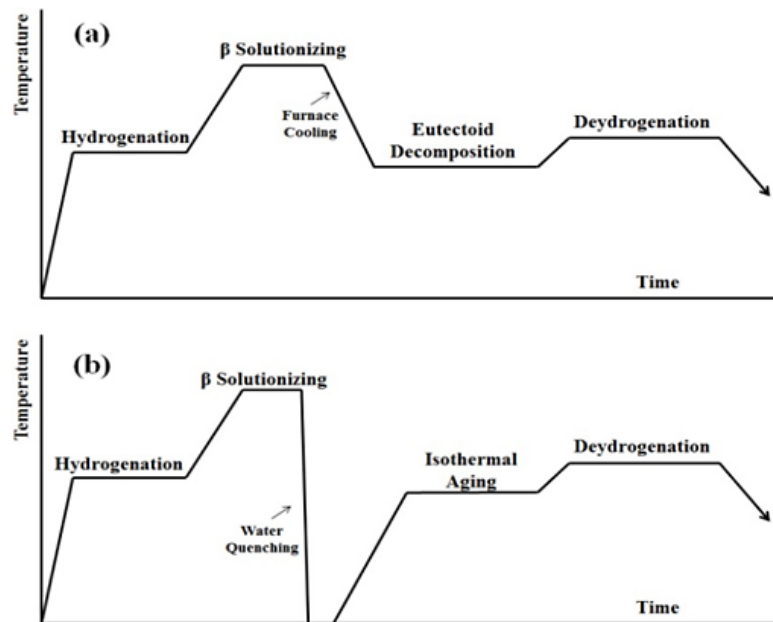 (a)
Temperature
β Solutionizing
Hydrogenation
Furnace
Cooling
Eutectoid
Decomposition
Deydrogenation
Time
(b)
Temperature
β Solutionizing
Hydrogenation
Water
Quenching
Isothermal
Aging
Deydrogenation
Time